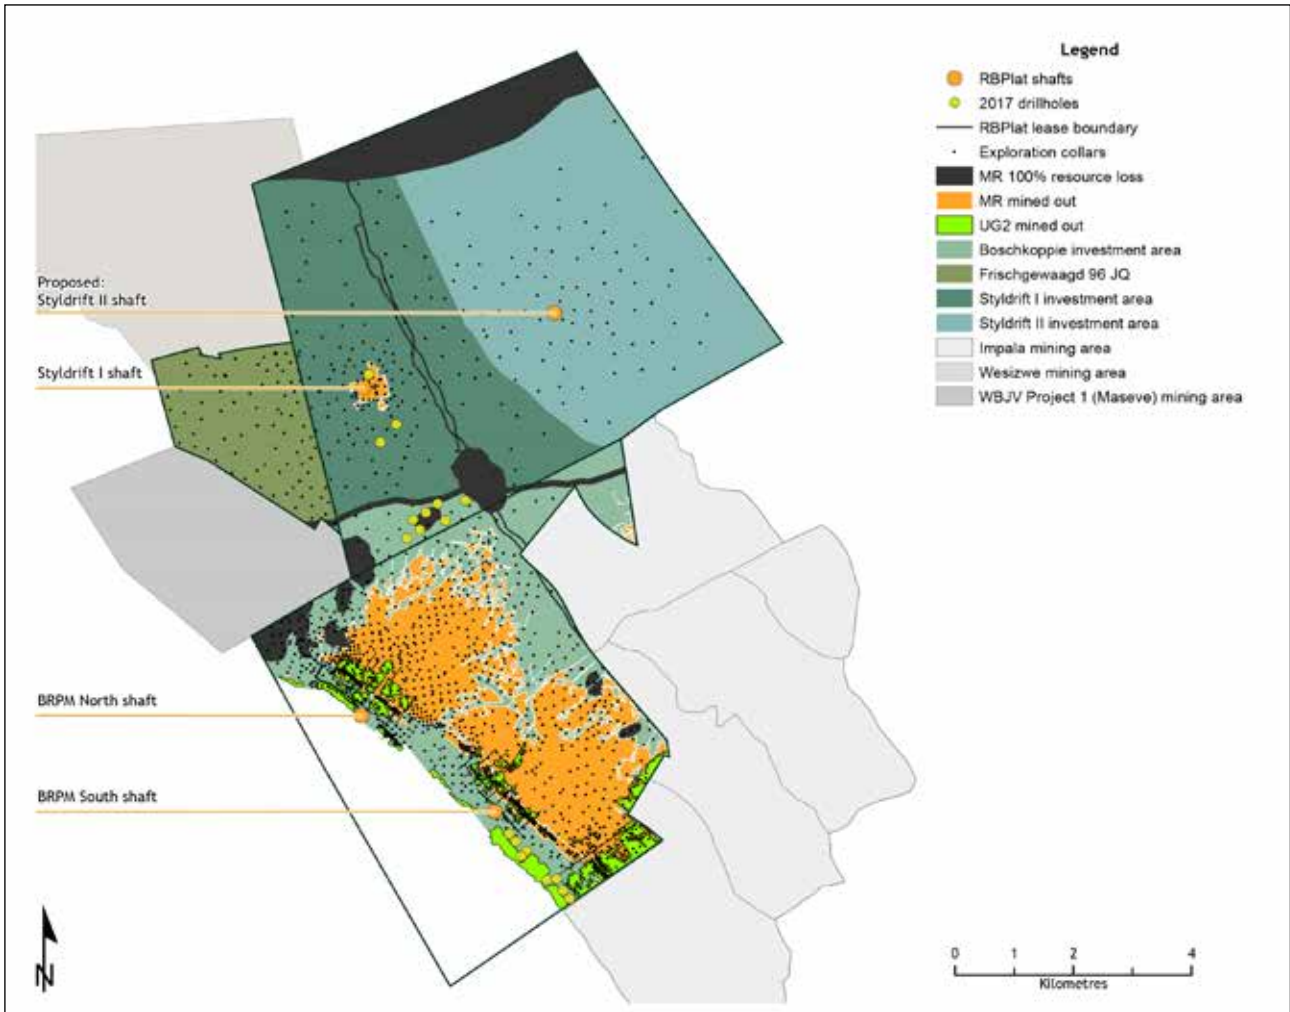 Legend
RBPlat shafts
2017 drillholes
RBPlat lease boundary
Exploration collars
MR 100% resource loss
MR mined out
UG2 mined out
Boschkoppie investment area
Frischgewaagd 96 JQ
Styldrift I investment area
Styldrift II investment area
Impala mining area
Wesizwe mining area
WBJV Project 1 (Maseve) mining area
Proposed:
Styldrift II shaft
Styldrift I shaft
BRPM North shaft
BRPM South shaft
N
0 1 2 4
Kilometres